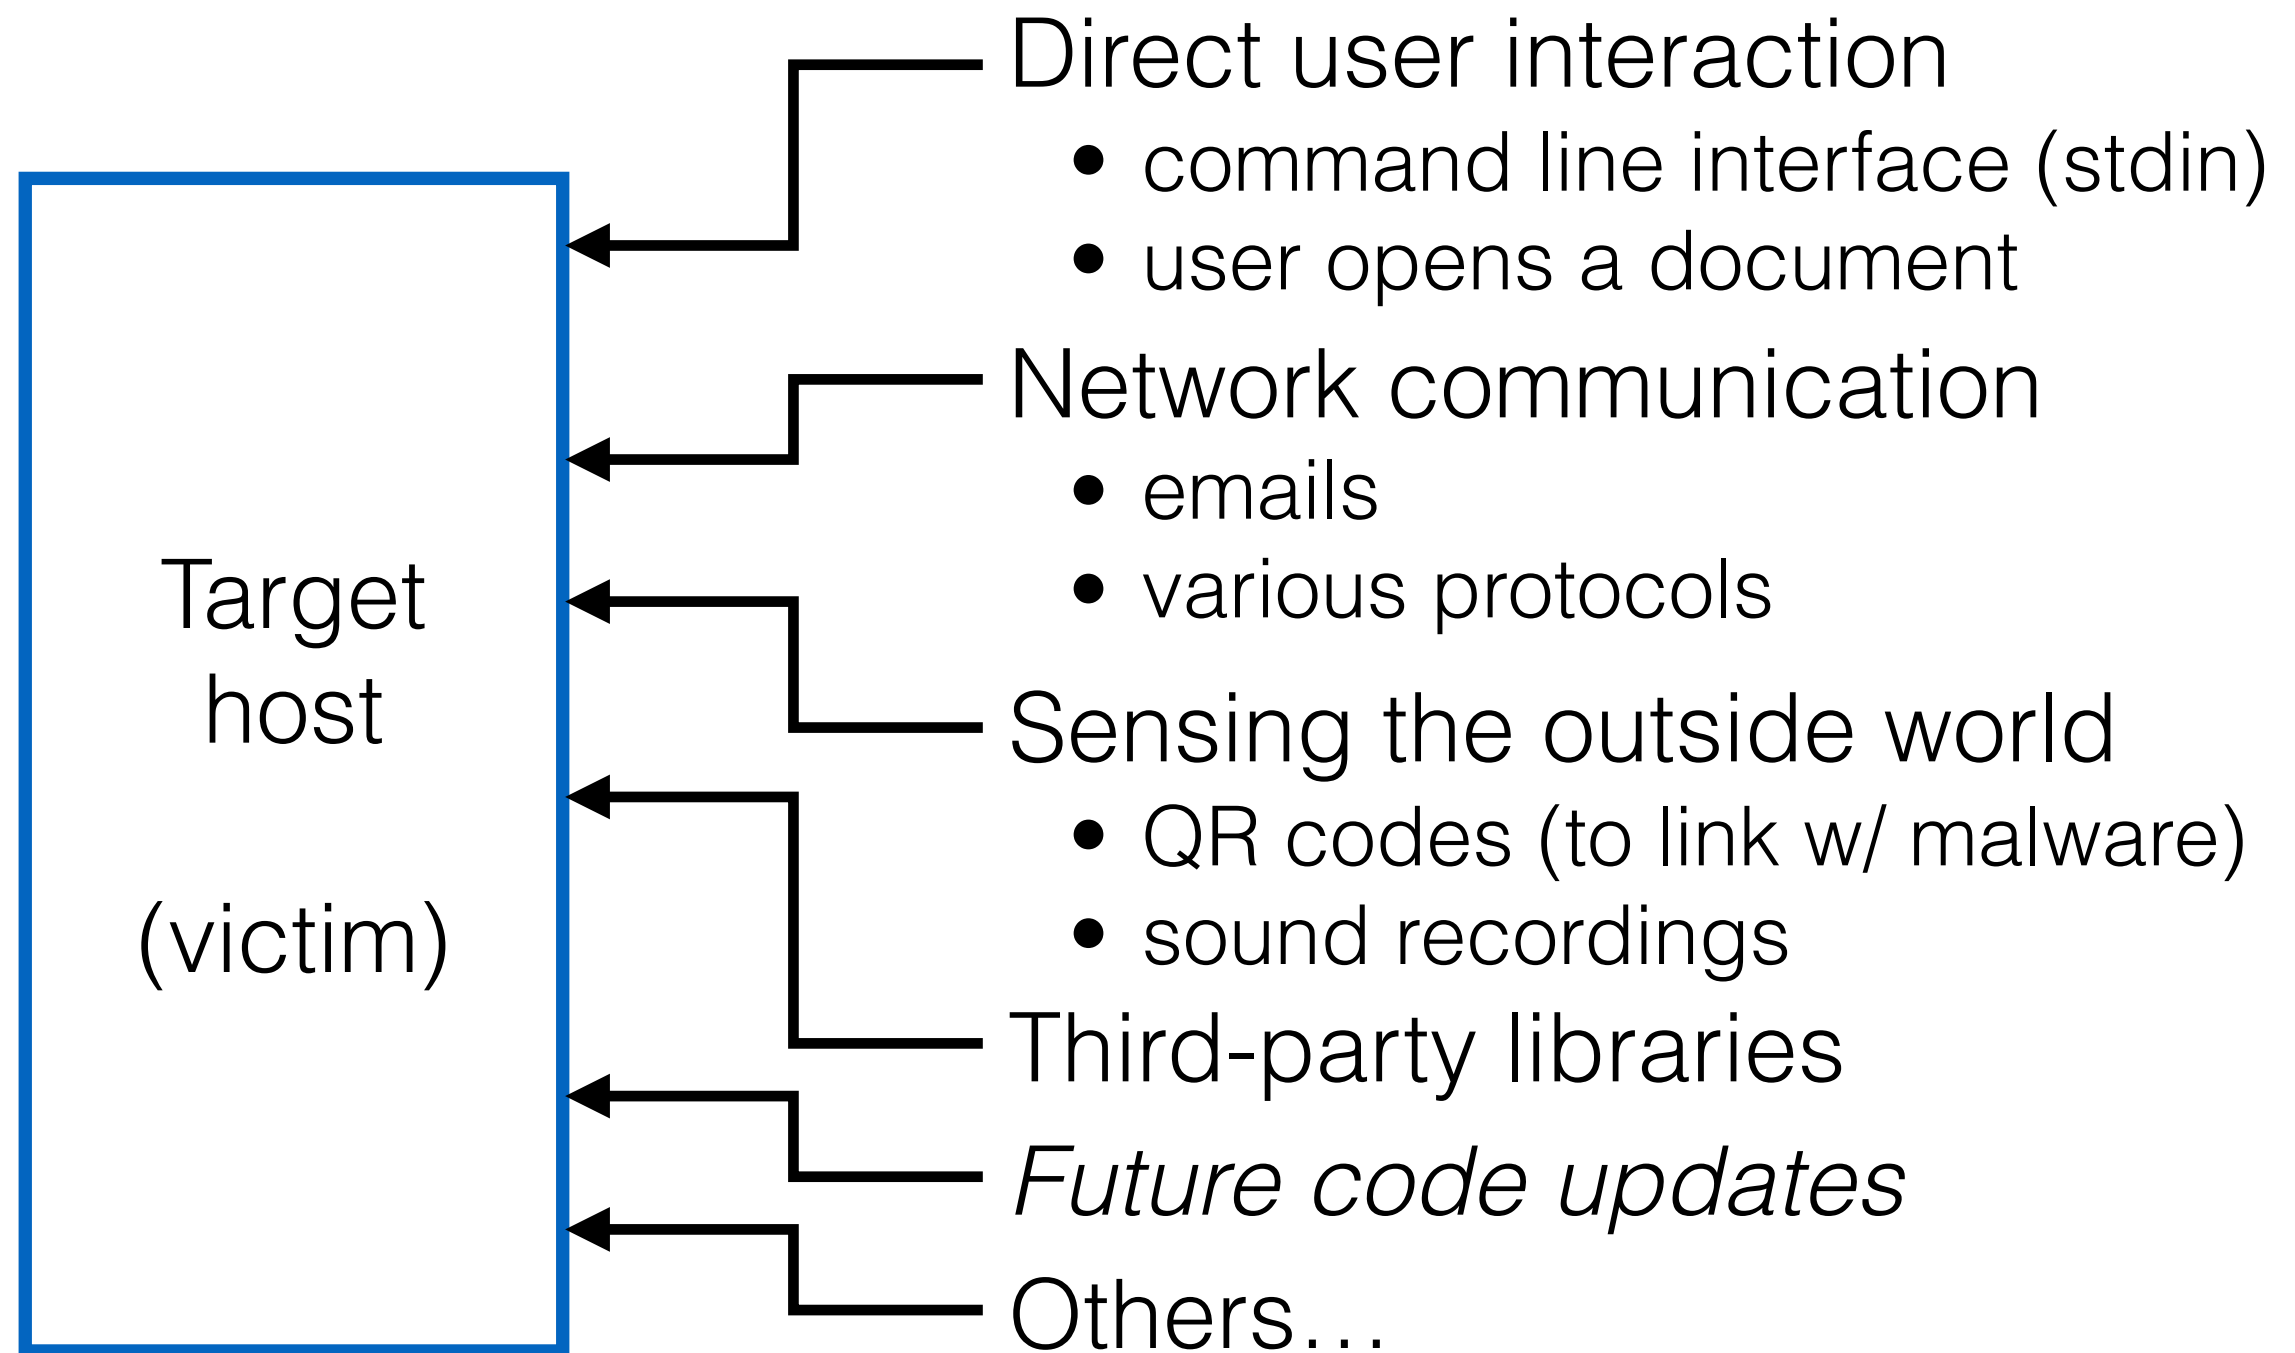 Target
host
(victim)
Direct user interaction
• command line interface (stdin)
• user opens a document
Network communication
• emails
• various protocols
Sensing the outside world
• QR codes (to link w/ malware)
• sound recordings
Third-party libraries
Future code updates
Others…